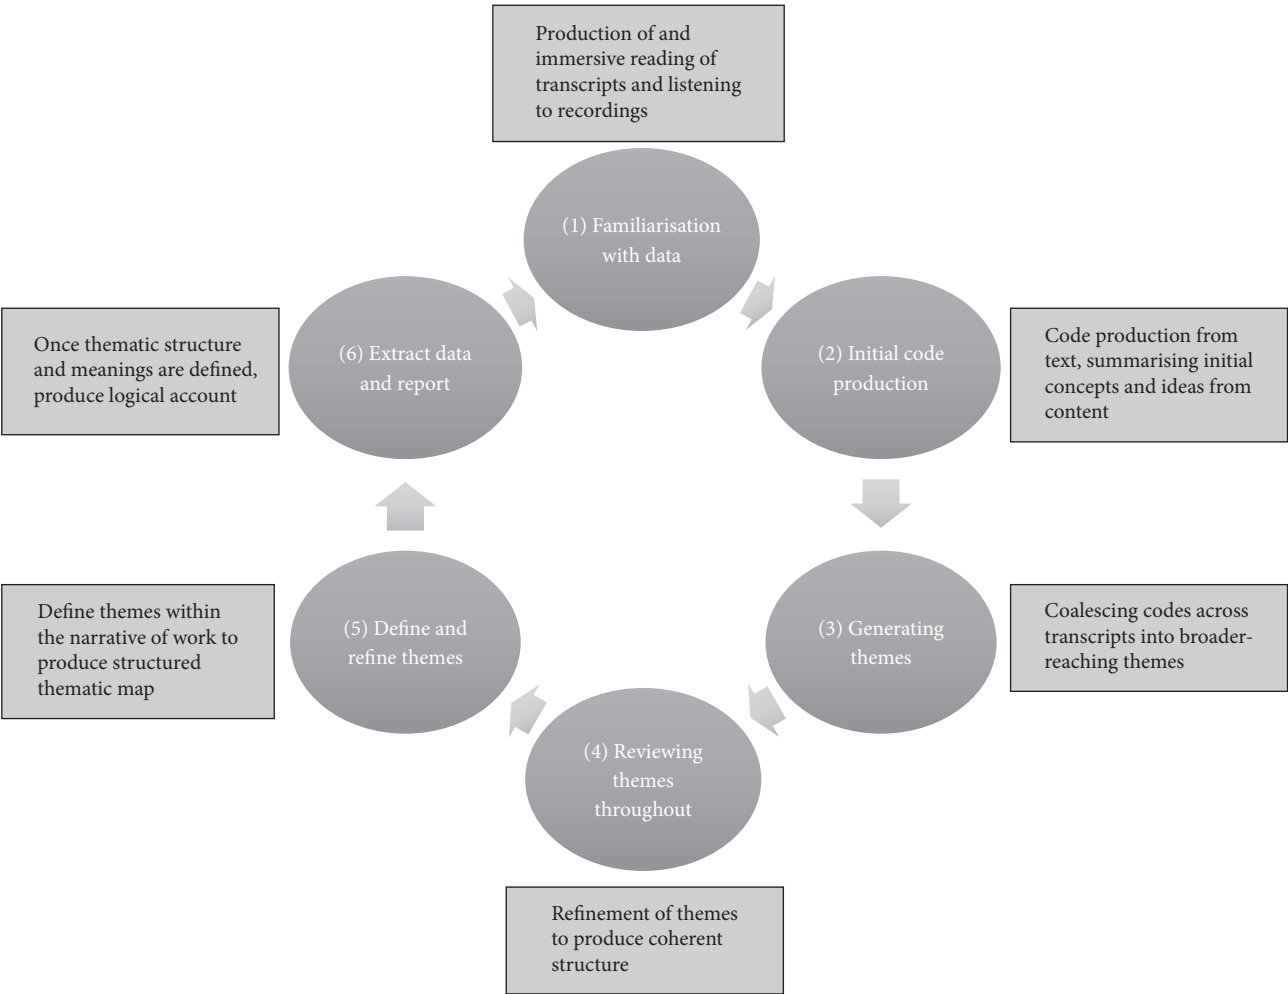 Production of and
immersive reading of
transcripts and listening
to recordings
(1) Familiarisation
with data
(2) Initial code
production
Code production from
text, summarising initial
concepts and ideas from
content
(3) Generating
themes
Coalescing codes across
transcripts into broader-
reaching themes
(4) Reviewing
themes
throughout
Refinement of themes
to produce coherent
structure
(5) Define and
refine themes
Define themes within
the narrative of work to
produce structured
thematic map
(6) Extract data
and report
Once thematic structure
and meanings are defined,
produce logical account